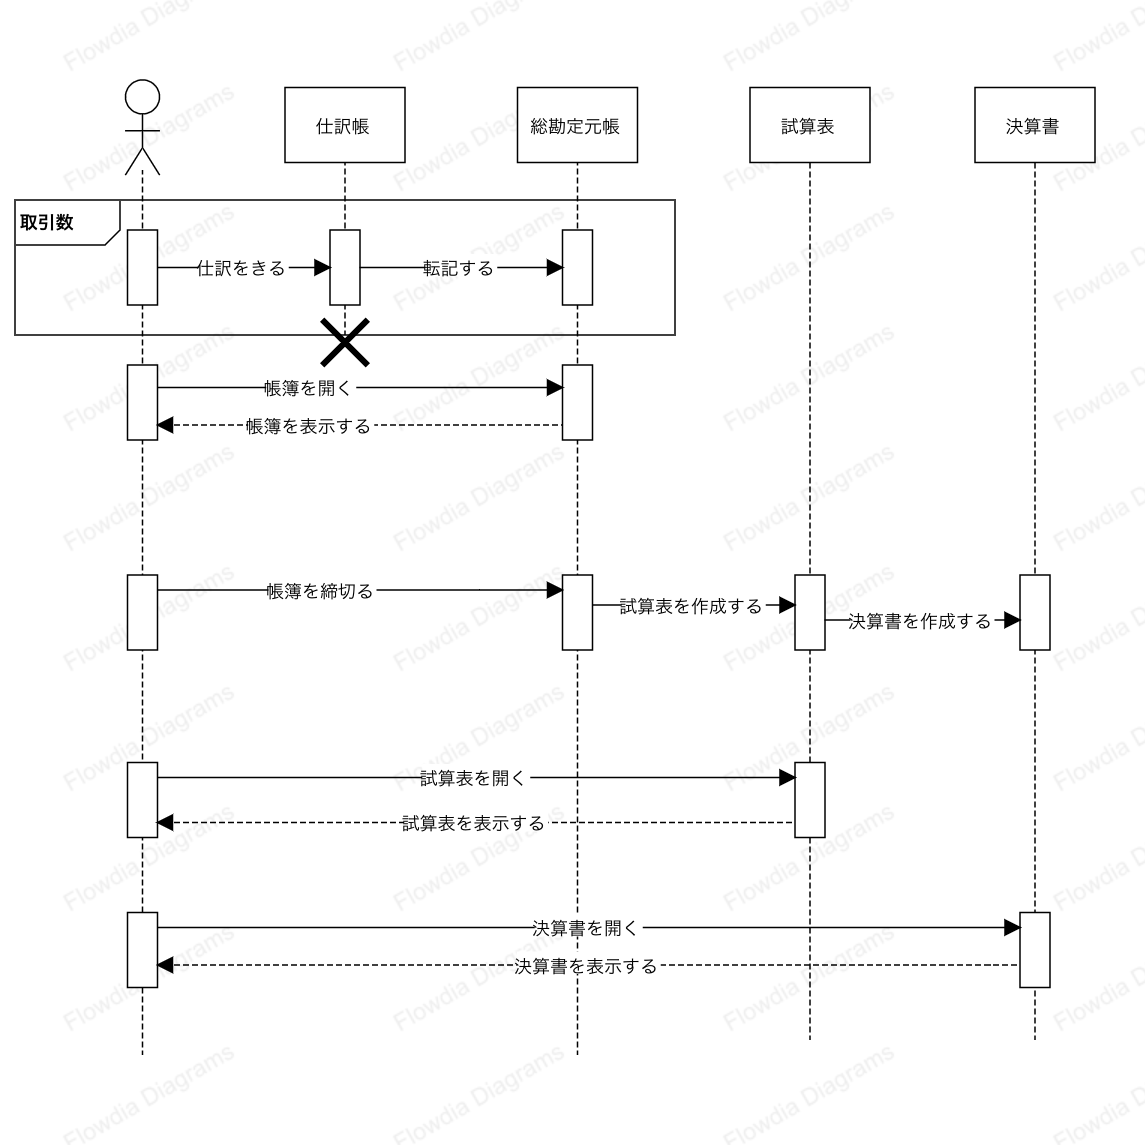 仕訳帳
総勘定元帳
試算表
決算書
取引数
仕訳をきる
転記する
帳簿を開く
帳簿を表示する
帳簿を締切る
試算表を作成する
決算書を作成する
試算表を開く
試算表を表示する
決算書を開く
決算書を表示する
Flowdia Diagrams